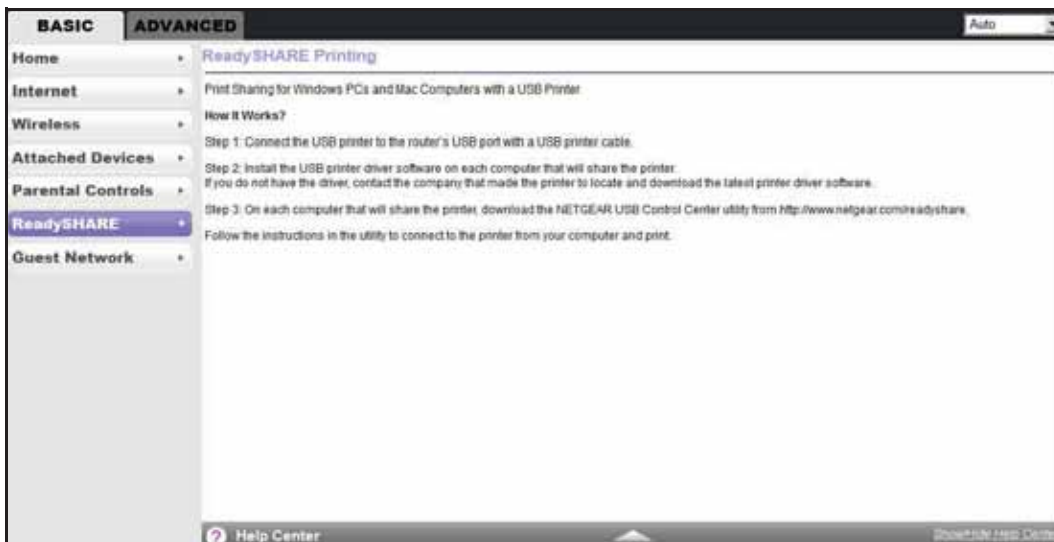 BASIC
ADVANCED
Auto
Home
Internet
Wireless
Attached Devices
Parental Controls
ReadySHARE
Guest Network
ReadySHARE Printing
Print Sharing for Windows PCs and Mac Computers with a USB Printer
How It Works?
Step 1: Connect the USB printer to the router's USB port with a USB printer cable.
Step 2: Install the USB printer driver software on each computer that will share the printer.
If you do not have the driver, contact the company that made the printer to locate and download the latest printer driver software.
Step 3: On each computer that will share the printer, download the NETGEAR USB Control Center utility from http://www.netgear.com/readyshare.
Follow the instructions in the utility to connect to the printer from your computer and print.
? Help Center
Show/Hide Help Center